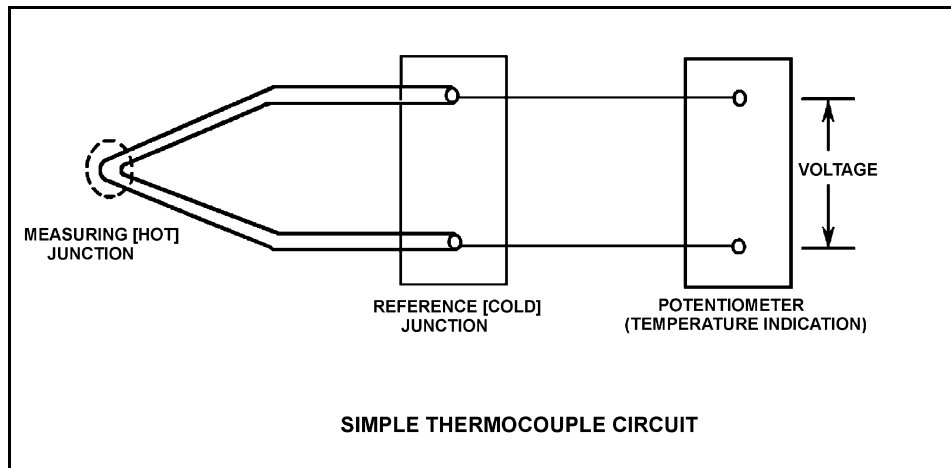 VOLTAGE
MEASURING [HOT]
JUNCTION
REFERENCE [COLD]
JUNCTION
POTENTIOMETER
(TEMPERATURE INDICATION)
SIMPLE THERMOCOUPLE CIRCUIT